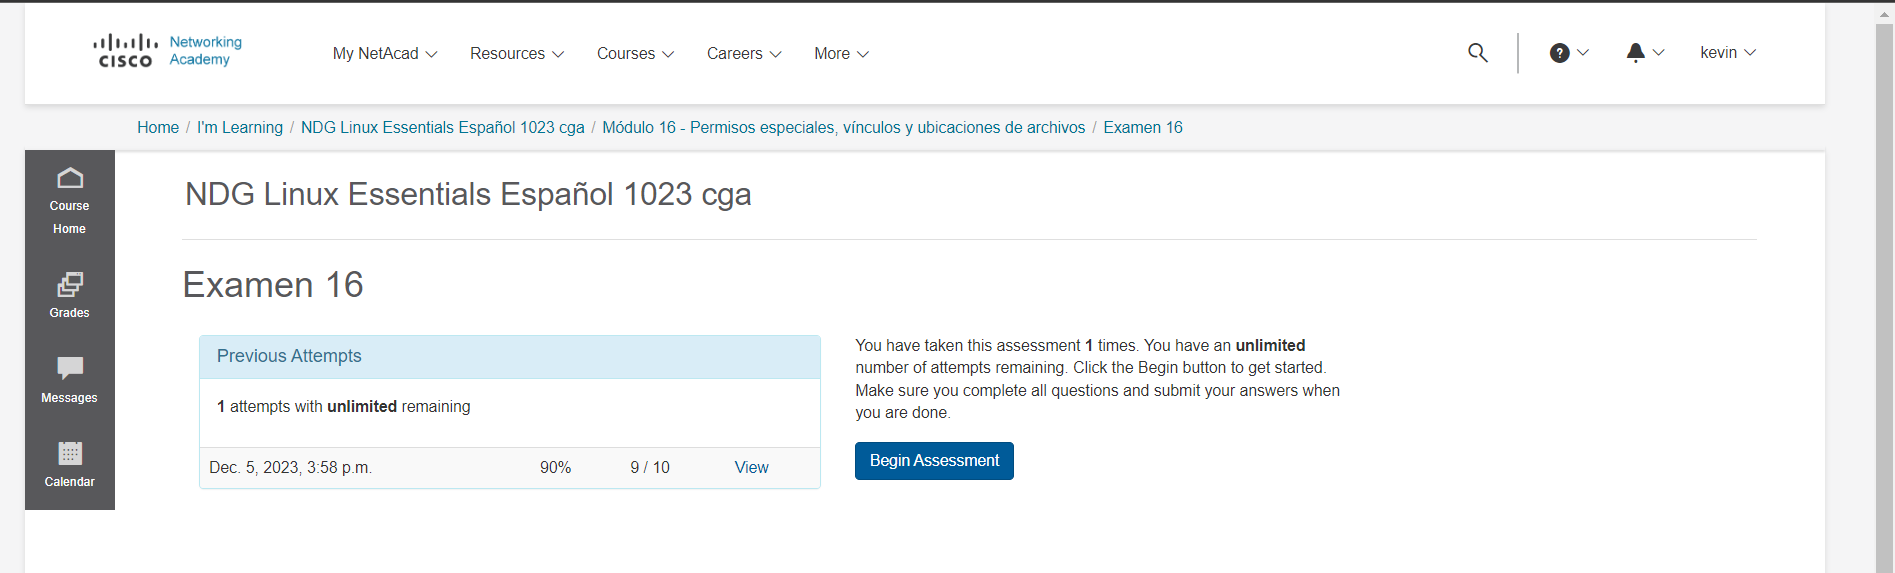 cisco Networking Academy
My NetAcad Resources Courses Careers More ? kevin
Home / I'm Learning / NDG Linux Essentials Español 1023 cga / Módulo 16 - Permisos especiales, vínculos y ubicaciones de archivos / Examen 16
Course
Home
Grades
Messages
Calendar
NDG Linux Essentials Español 1023 cga
Examen 16
Previous Attempts
1 attempts with unlimited remaining
Dec. 5, 2023, 3:58 p.m. 90% 9 / 10 View
You have taken this assessment 1 times. You have an unlimited
number of attempts remaining. Click the Begin button to get started.
Make sure you complete all questions and submit your answers when
you are done.
Begin Assessment